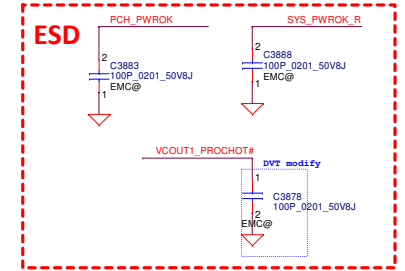 PCH_PWROK
SYS_PWROK_R
ESD
2
C3883
100P_0201_50V8J
EMC@
1
2
C3888
100P_0201_50V8J
EMC@
1
VCOUT1_PROCHOT#
DVT modify
1
C3878
100P_0201_50V8J
2
EMC@